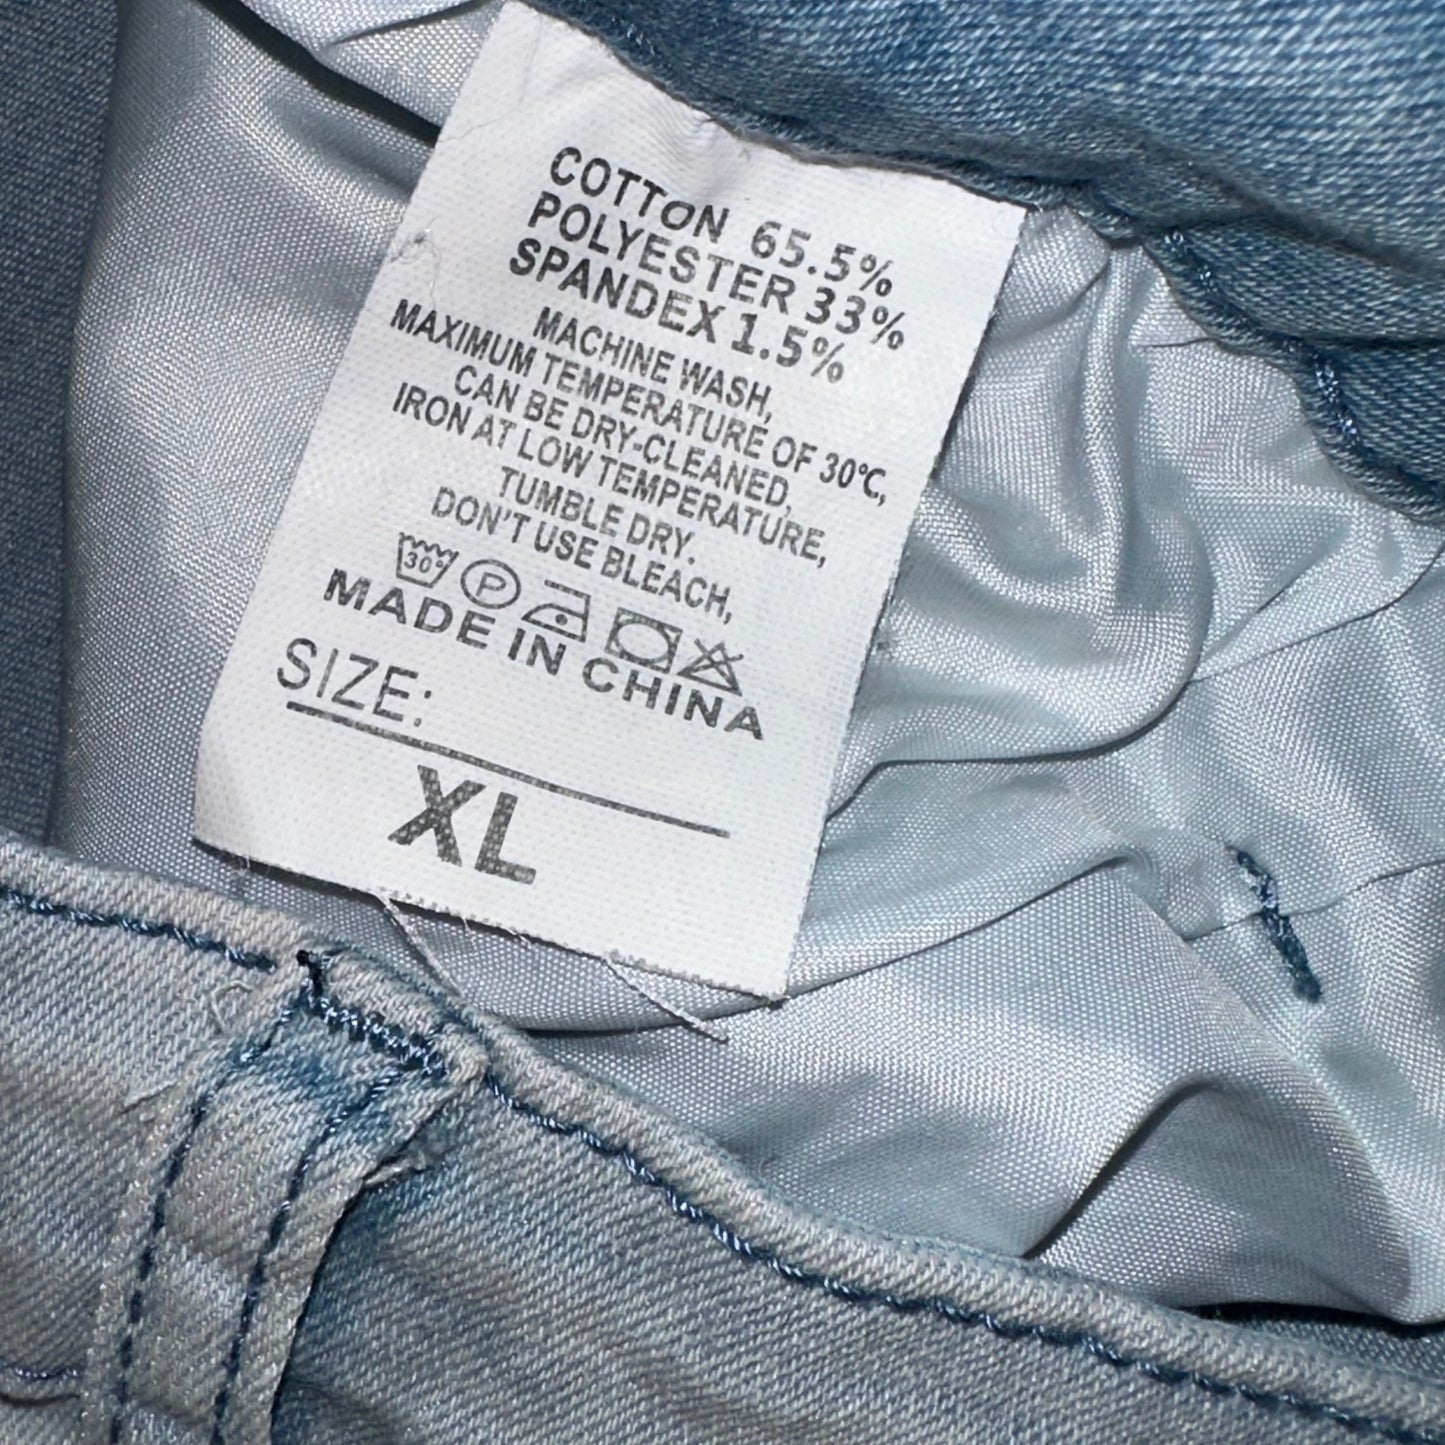 COTTON 65.5%
POLYESTER 33%
SPANDEX 1.5%
MACHINE WASH,
MAXIMUM TEMPERATURE OF 30℃,
CAN BE DRY-CLEANED,
IRON AT LOW TEMPERATURE,
TUMBLE DRY.
DON'T USE BLEACH,
30° P
MADE IN CHINA
SIZE:
XL